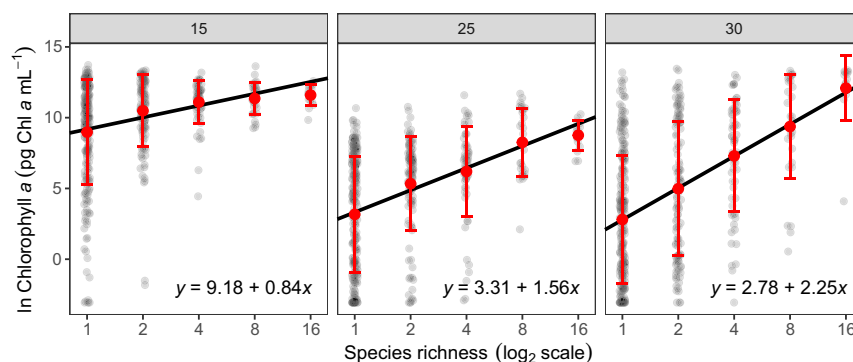 15 25 30
ln Chlorophyll a (pg Chl a mL⁻¹)
15
10
5
0
y = 9.18 + 0.84x y = 3.31 + 1.56x y = 2.78 + 2.25x
1 2 4 8 16 1 2 4 8 16 1 2 4 8 16
Species richness (log₂ scale)